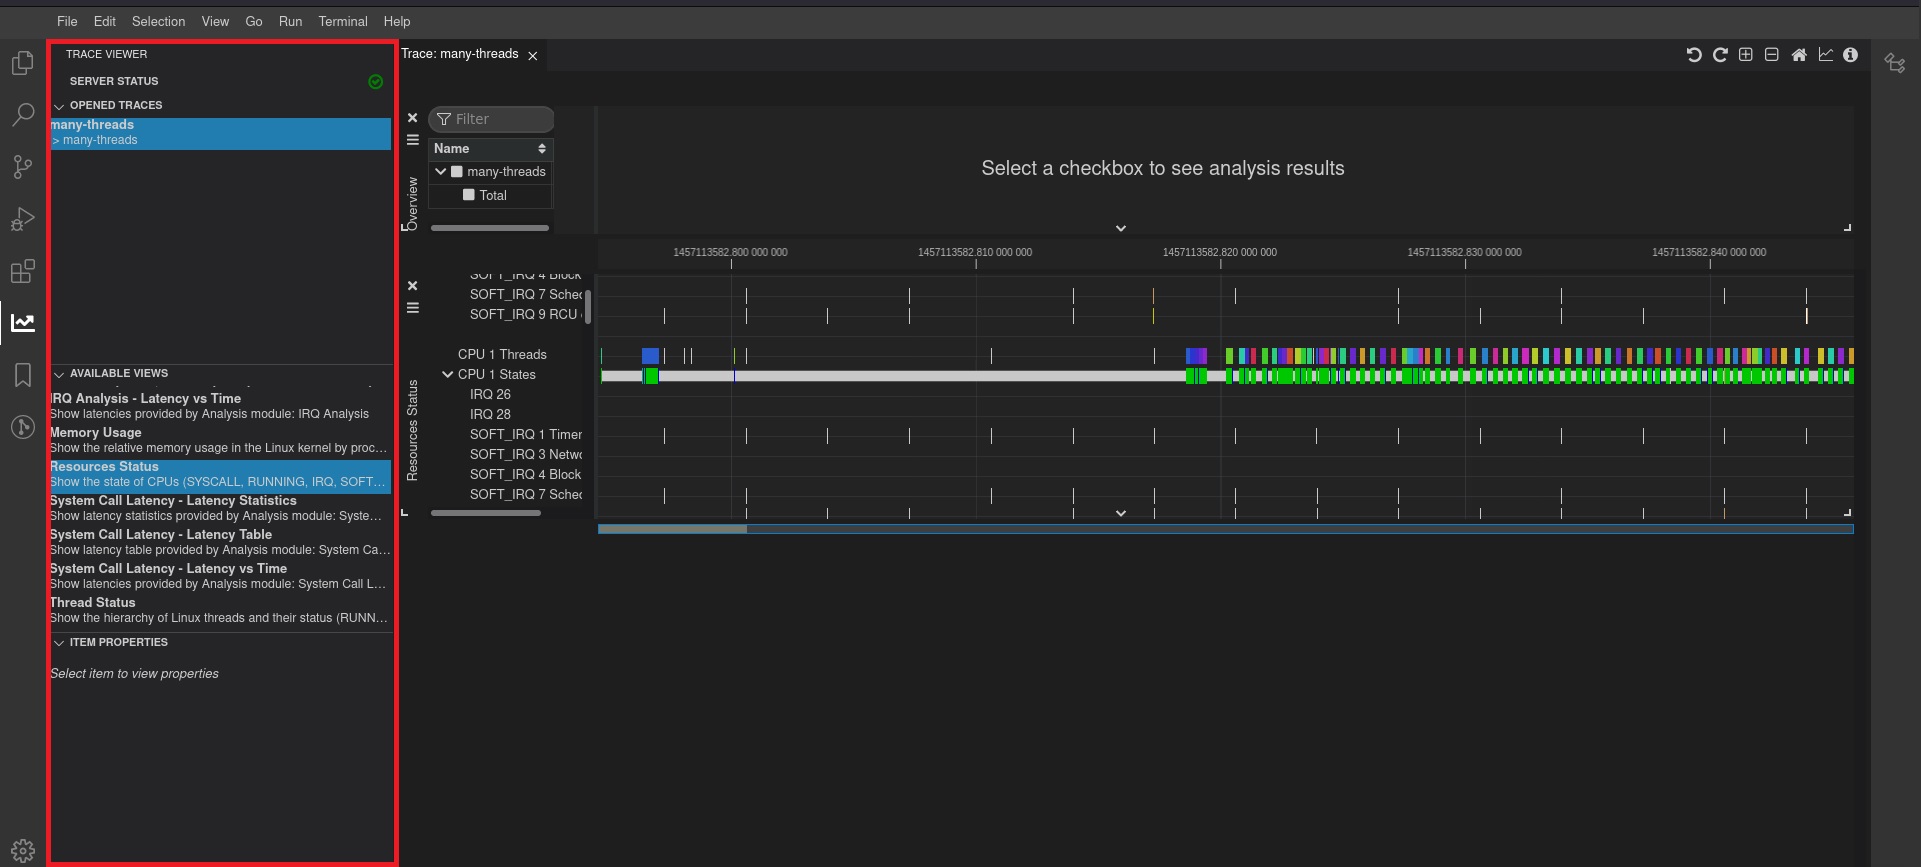 File Edit Selection View Go Run Terminal Help
TRACE VIEWER
SERVER STATUS
OPENED TRACES
many-threads
> many-threads
AVAILABLE VIEWS
IRQ Analysis - Latency vs Time
Show latencies provided by Analysis module: IRQ Analysis
Memory Usage
Show the relative memory usage in the Linux kernel by proc...
Resources Status
Show the state of CPUs (SYSCALL, RUNNING, IRQ, SOFT...
System Call Latency - Latency Statistics
Show latency statistics provided by Analysis module: Syste...
System Call Latency - Latency Table
Show latency table provided by Analysis module: System Ca...
System Call Latency - Latency vs Time
Show latencies provided by Analysis module: System Call L...
Thread Status
Show the hierarchy of Linux threads and their status (RUNN...
ITEM PROPERTIES
Select item to view properties
Trace: many-threads
Overview
Filter
Name
many-threads
Total
Select a checkbox to see analysis results
1457113582.800 000 000 1457113582.810 000 000 1457113582.820 000 000 1457113582.830 000 000 1457113582.840 000 000
Resources Status
SOFT_IRQ 4 Block
SOFT_IRQ 7 Sched
SOFT_IRQ 9 RCU
CPU 1 Threads
CPU 1 States
IRQ 26
IRQ 28
SOFT_IRQ 1 Timer
SOFT_IRQ 3 Netwo
SOFT_IRQ 4 Block
SOFT_IRQ 7 Sched